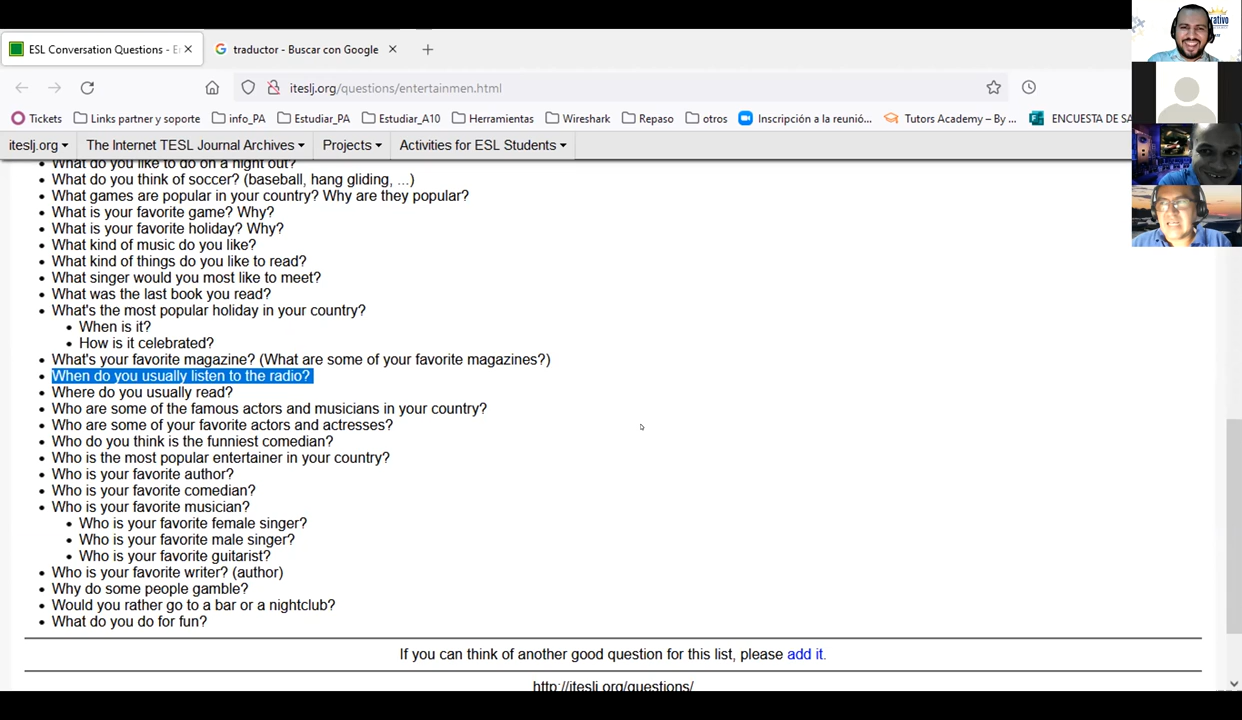 ESL Conversation Questions - E
traductor - Buscar con Google
iteslj.org/questions/entertainmen.html
Tickets
Links partner y soporte
info_PA
Estudiar_PA
Estudiar_A10
Herramientas
Wireshark
Repaso
otros
Inscripción a la reunió...
Tutors Academy – By ...
ENCUESTA DE SA
rativo
iteslj.org
The Internet TESL Journal Archives
Projects
Activities for ESL Students
What do you like to do on a night out?
What do you think of soccer? (baseball, hang gliding, ...)
What games are popular in your country? Why are they popular?
What is your favorite game? Why?
What is your favorite holiday? Why?
What kind of music do you like?
What kind of things do you like to read?
What singer would you most like to meet?
What was the last book you read?
What's the most popular holiday in your country?
When is it?
How is it celebrated?
What's your favorite magazine? (What are some of your favorite magazines?)
When do you usually listen to the radio?
Where do you usually read?
Who are some of the famous actors and musicians in your country?
Who are some of your favorite actors and actresses?
Who do you think is the funniest comedian?
Who is the most popular entertainer in your country?
Who is your favorite author?
Who is your favorite comedian?
Who is your favorite musician?
Who is your favorite female singer?
Who is your favorite male singer?
Who is your favorite guitarist?
Who is your favorite writer? (author)
Why do some people gamble?
Would you rather go to a bar or a nightclub?
What do you do for fun?
If you can think of another good question for this list, please add it.
http://iteslj.org/questions/